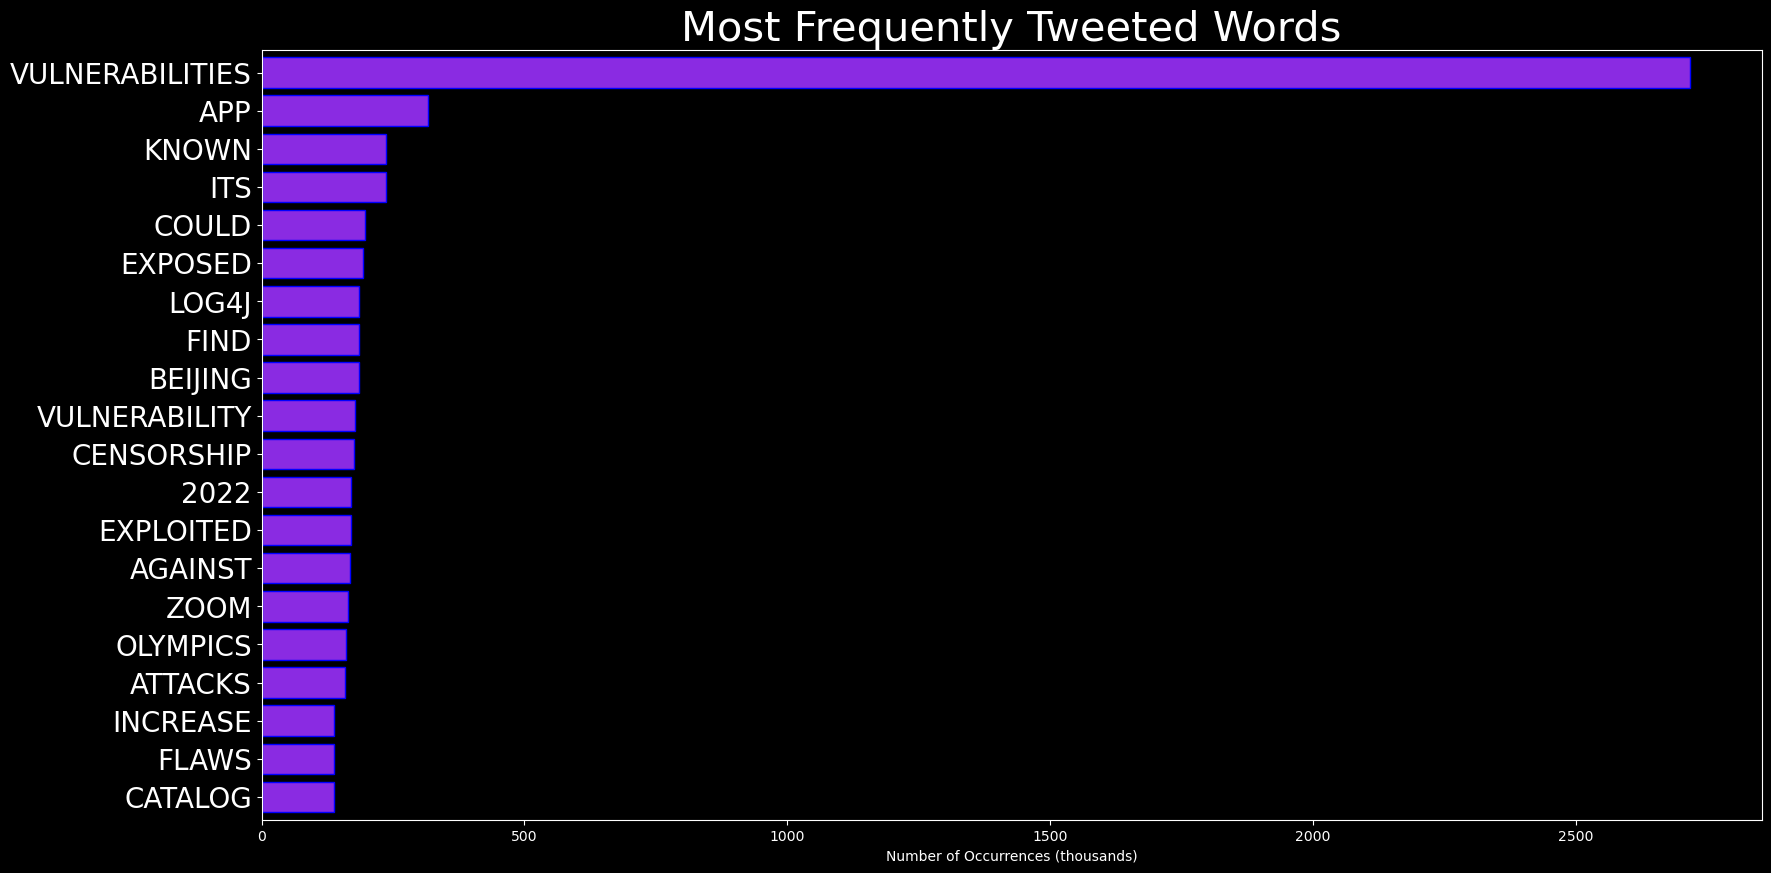 Most Frequently Tweeted Words
VULNERABILITIES
APP
KNOWN
ITS
COULD
EXPOSED
LOG4J
FIND
BEIJING
VULNERABILITY
CENSORSHIP
2022
EXPLOITED
AGAINST
ZOOM
OLYMPICS
ATTACKS
INCREASE
FLAWS
CATALOG
0 500 1000 1500 2000 2500
Number of Occurrences (thousands)